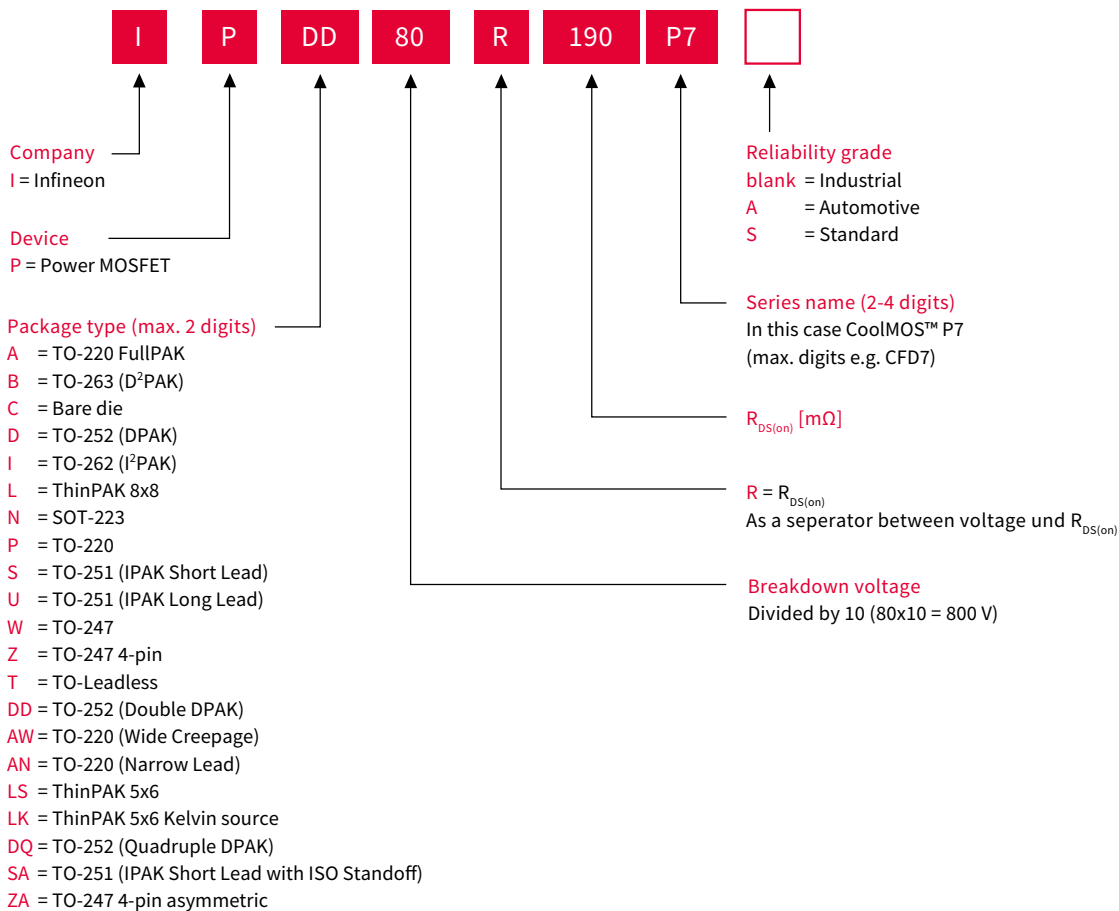 I P DD 80 R 190 P7
Company
I = Infineon
Device
P = Power MOSFET
Package type (max. 2 digits)
A = TO-220 FullPAK
B = TO-263 (D²PAK)
C = Bare die
D = TO-252 (DPAK)
I = TO-262 (I²PAK)
L = ThinPAK 8x8
N = SOT-223
P = TO-220
S = TO-251 (IPAK Short Lead)
U = TO-251 (IPAK Long Lead)
W = TO-247
Z = TO-247 4-pin
T = TO-Leadless
DD = TO-252 (Double DPAK)
AW = TO-220 (Wide Creepage)
AN = TO-220 (Narrow Lead)
LS = ThinPAK 5x6
LK = ThinPAK 5x6 Kelvin source
DQ = TO-252 (Quadruple DPAK)
SA = TO-251 (IPAK Short Lead with ISO Standoff)
ZA = TO-247 4-pin asymmetric
Reliability grade
blank = Industrial
A = Automotive
S = Standard
Series name (2-4 digits)
In this case CoolMOS™ P7
(max. digits e.g. CFD7)
R_DS(on) [mΩ]
R = R_DS(on)
As a seperator between voltage und R_DS(on)
Breakdown voltage
Divided by 10 (80x10 = 800 V)